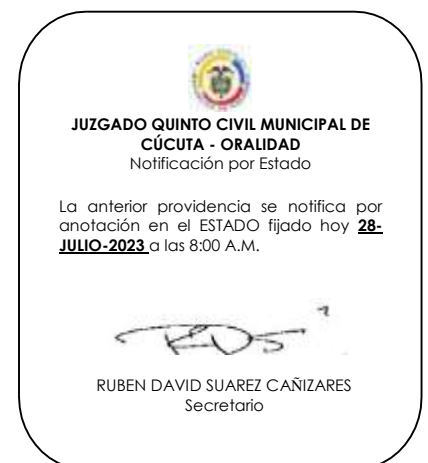 JUZGADO QUINTO CIVIL MUNICIPAL DE
CÚCUTA - ORALIDAD
Notificación por Estado
La anterior providencia se notifica por
anotación en el ESTADO fijado hoy 28-
JULIO-2023 a las 8:00 A.M.
RDS
RUBEN DAVID SUAREZ CAÑIZARES
Secretario